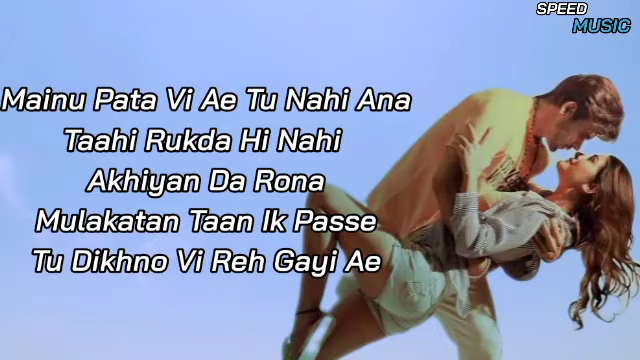 SPEED
MUSIC
Mainu Pata Vi Ae Tu Nahi Ana
Taahi Rukda Hi Nahi
Akhiyan Da Rona
Mulakatan Taan Ik Passe
Tu Dikhno Vi Reh Gayi Ae